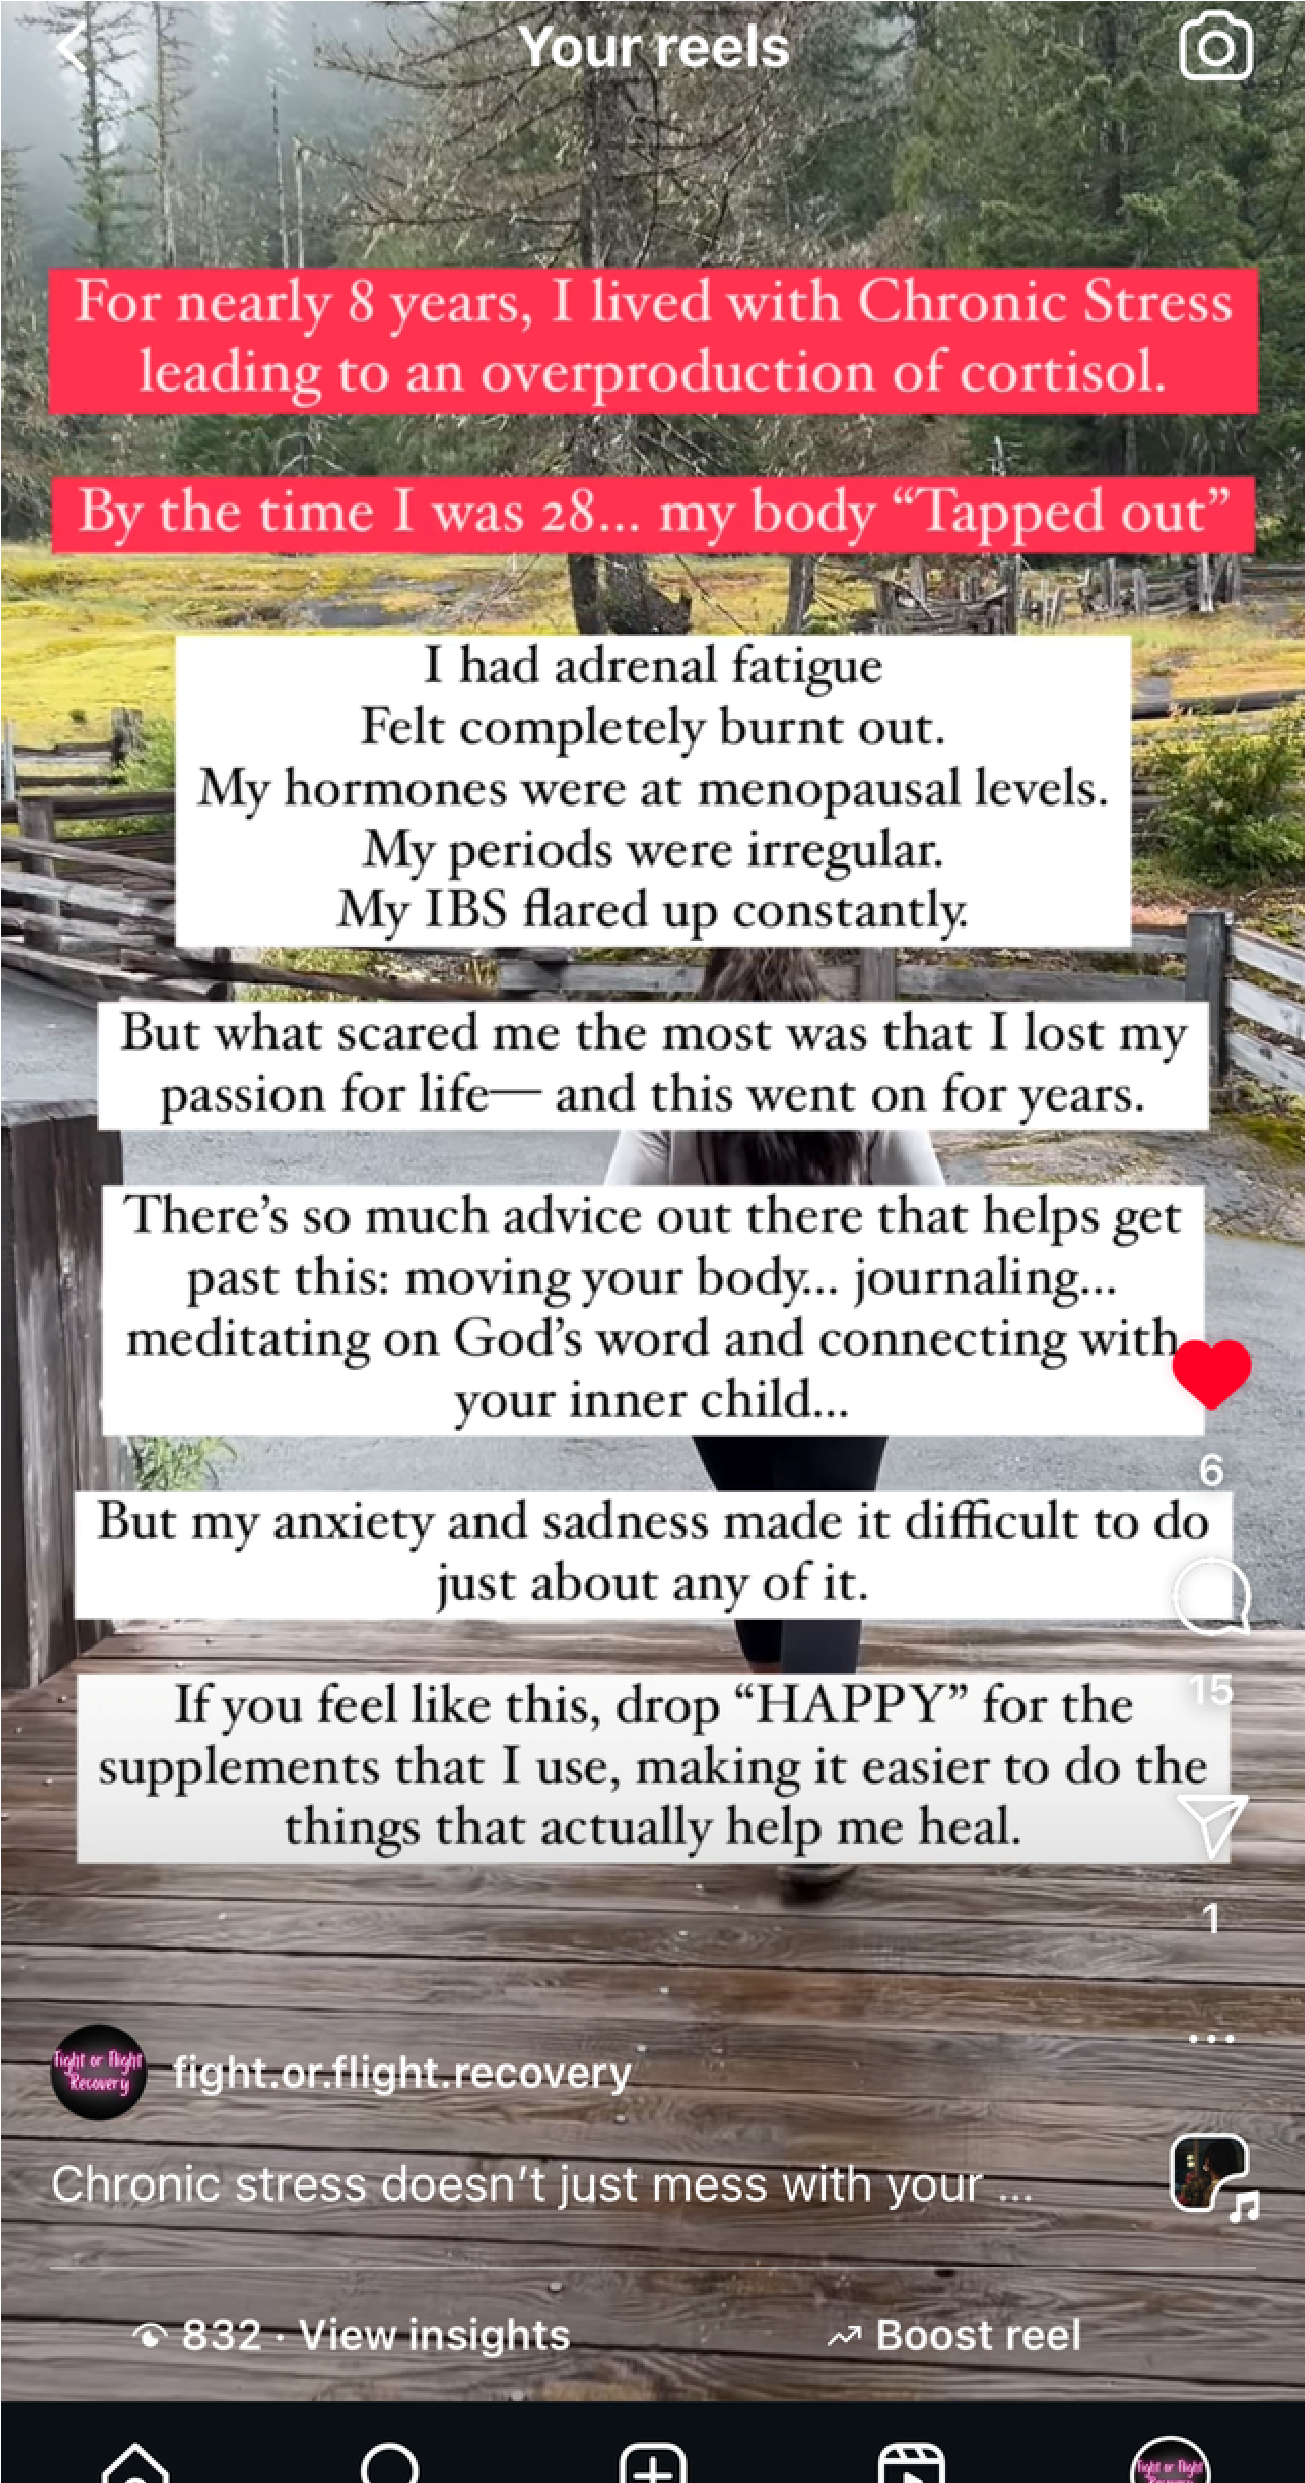 Your reels
For nearly 8 years, I lived with Chronic Stress
leading to an overproduction of cortisol.
By the time I was 28... my body “Tapped out”
I had adrenal fatigue
Felt completely burnt out.
My hormones were at menopausal levels.
My periods were irregular.
My IBS flared up constantly.
But what scared me the most was that I lost my
passion for life— and this went on for years.
There’s so much advice out there that helps get
past this: moving your body... journaling...
meditating on God’s word and connecting with
your inner child...
6
But my anxiety and sadness made it difficult to do
just about any of it.
15
If you feel like this, drop “HAPPY” for the
supplements that I use, making it easier to do the
things that actually help me heal.
1
Fight or Flight
Recovery
fight.or.flight.recovery
Chronic stress doesn’t just mess with your ...
832 · View insights
Boost reel
Fight or Flight
Recovery